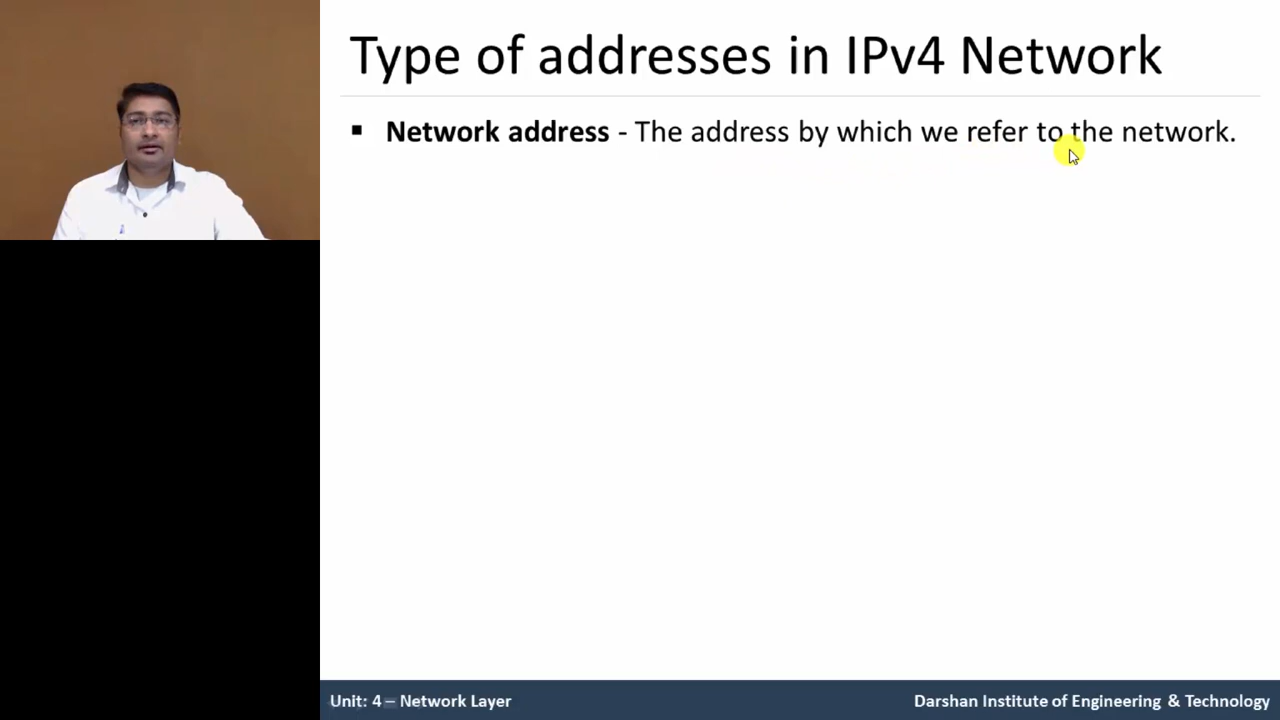 Type of addresses in IPv4 Network
▪ Network address - The address by which we refer to the network.
Unit: 4 – Network Layer
Darshan Institute of Engineering & Technology